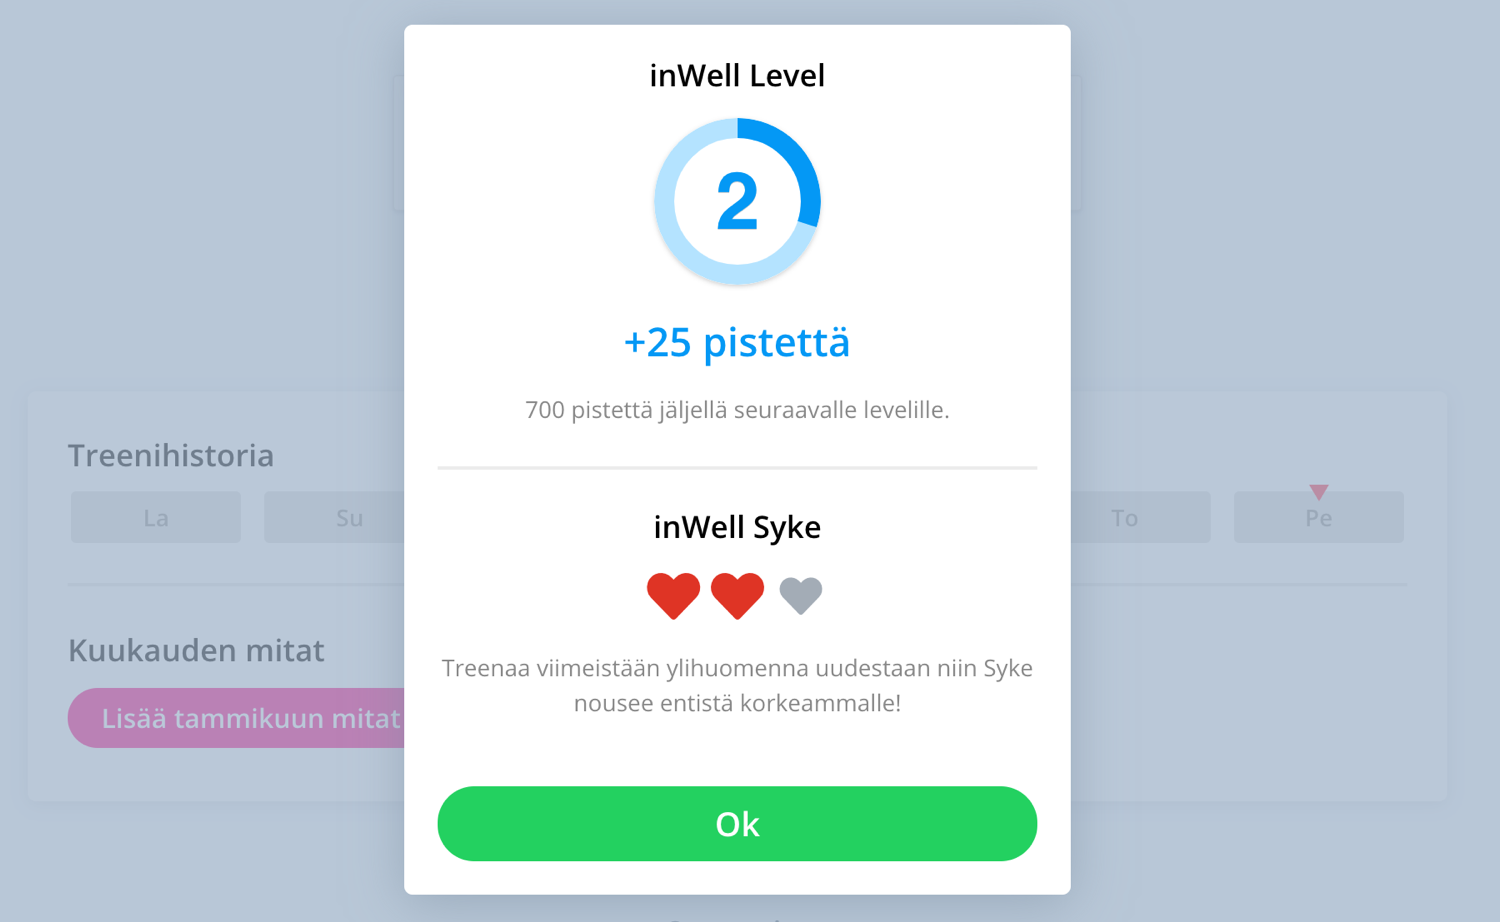 inWell Level
2
+25 pistettä
700 pistettä jäljellä seuraavalle levelille.
Treenihistoria
La
Su
To
Pe
inWell Syke
Kuukauden mitat
Treenaa viimeistään ylihuomenna uudestaan niin Syke
nousee entistä korkeammalle!
Lisää tammikuun mitat
Ok